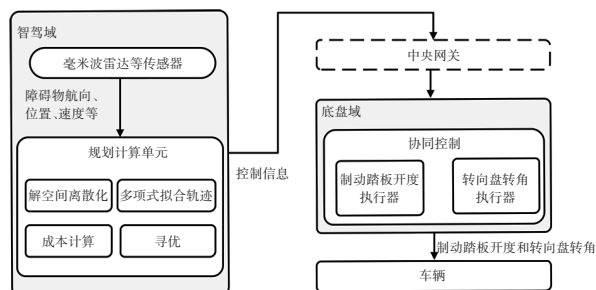 智驾域
毫米波雷达等传感器
障碍物航向、
位置、速度等
规划计算单元
解空间离散化
多项式拟合轨迹
成本计算
寻优
控制信息
中央网关
底盘域
协同控制
制动踏板开度
执行器
转向盘转角
执行器
制动踏板开度和转向盘转角
车辆